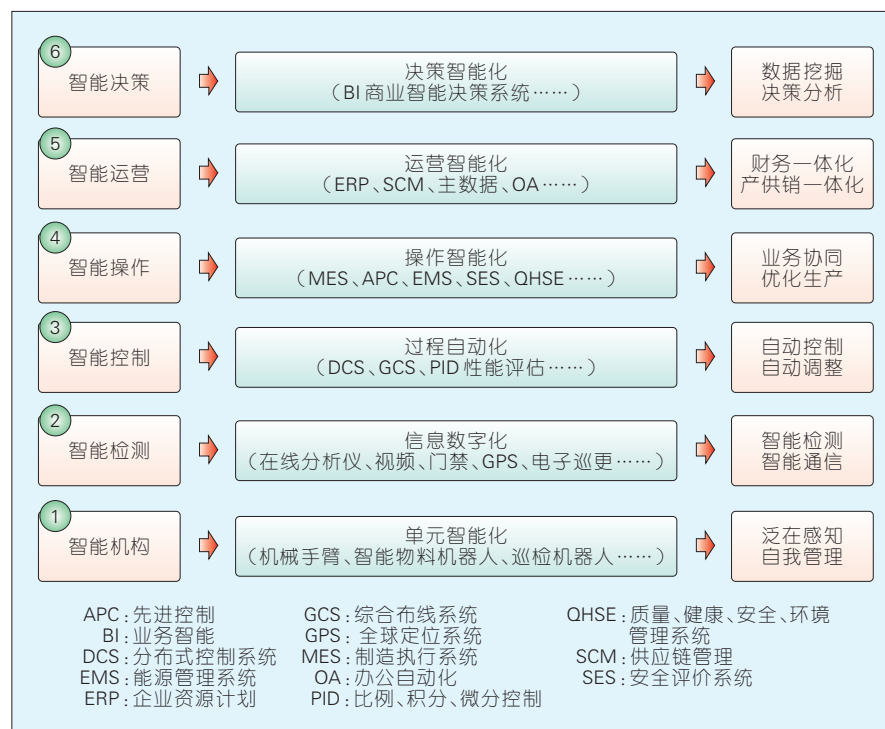 6
智能决策
决策智能化
(BI商业智能决策系统……)
数据挖掘
决策分析
5
智能运营
运营智能化
(ERP、SCM、主数据、OA……)
财务一体化
产供销一体化
4
智能操作
操作智能化
(MES、APC、EMS、SES、QHSE……)
业务协同
优化生产
3
智能控制
过程自动化
(DCS、GCS、PID性能评估……)
自动控制
自动调整
2
智能检测
信息数字化
(在线分析仪、视频、门禁、GPS、电子巡更……)
智能检测
智能通信
1
智能机构
单元智能化
(机械手臂、智能物料机器人、巡检机器人……)
泛在感知
自我管理
APC:先进控制
BI:业务智能
DCS:分布式控制系统
EMS:能源管理系统
ERP:企业资源计划
GCS:综合布线系统
GPS:全球定位系统
MES:制造执行系统
OA:办公自动化
PID:比例、积分、微分控制
QHSE:质量、健康、安全、环境
管理系统
SCM:供应链管理
SES:安全评价系统